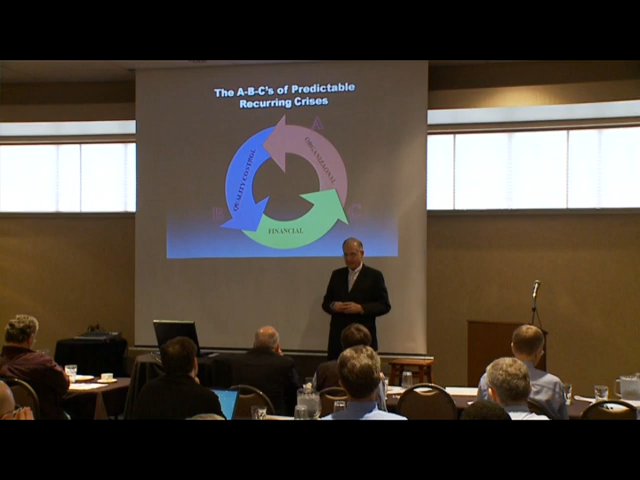 The A-B-C's of Predictable
Recurring Crises
A
ORGANIZATIONAL
QUALITY CONTROL
B
C
FINANCIAL